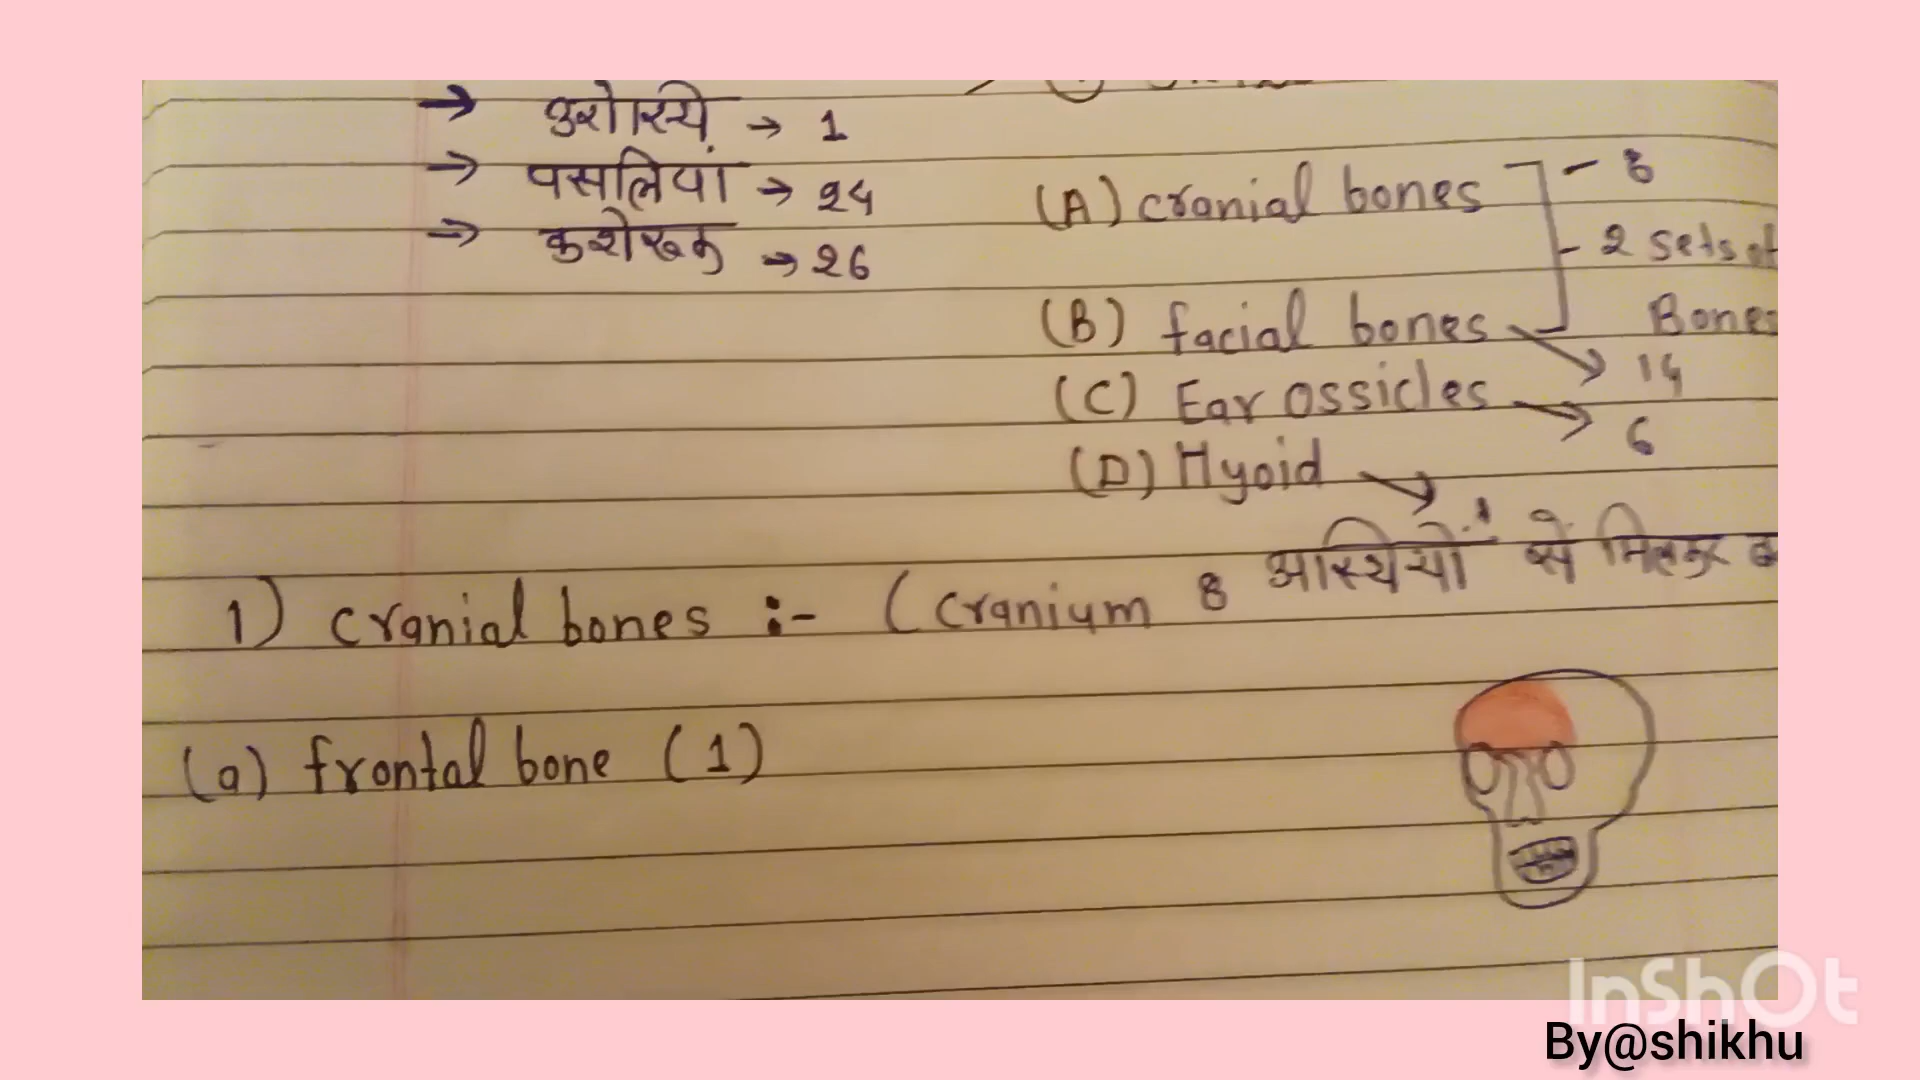 → उरोस्थि → 1
→ पसलियां → 24
→ कशेरूक → 26
(A) cranial bones - 8
- 2 sets of
Bones
(B) facial bones → 14
(C) Ear ossicles → 6
(D) Hyoid → 1
1) cranial bones :- (Cranium 8 अस्थियों से मिलकर
(a) frontal bone (1)
InShOt
By@shikhu